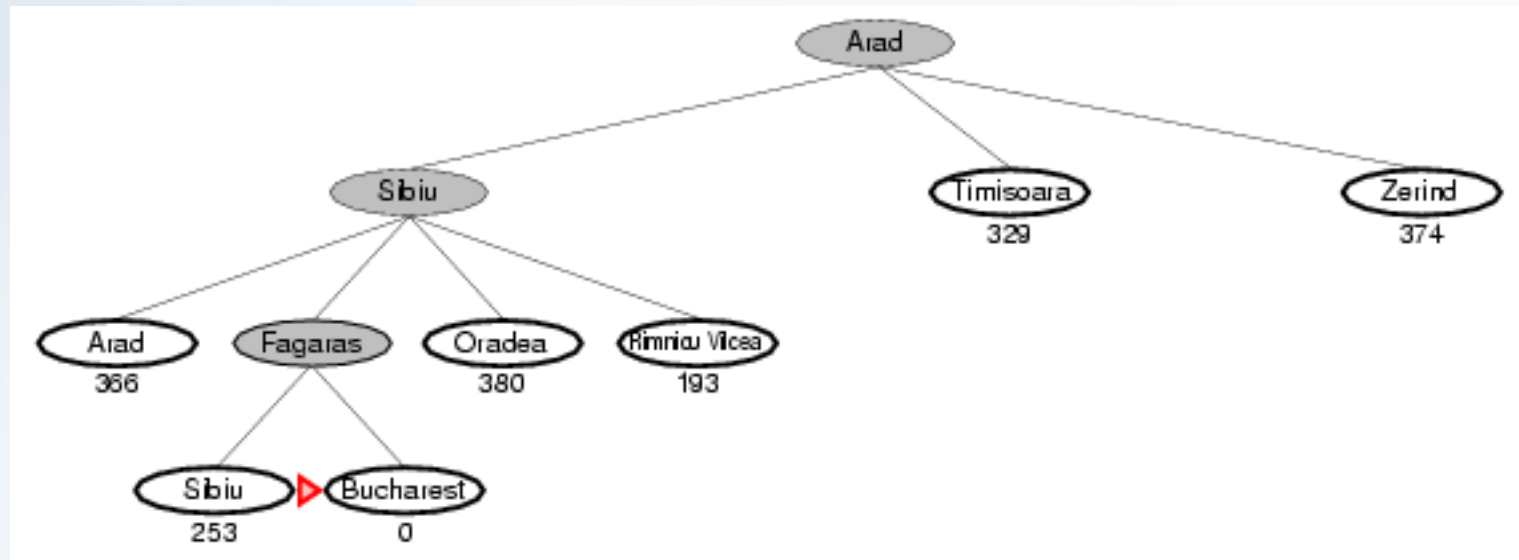 Arad
Sibiu
Timisoara
Zerind
329
374
Arad
Fagaras
Oradea
Rimnicu Vilcea
366
380
193
Sibiu
Bucharest
253
0